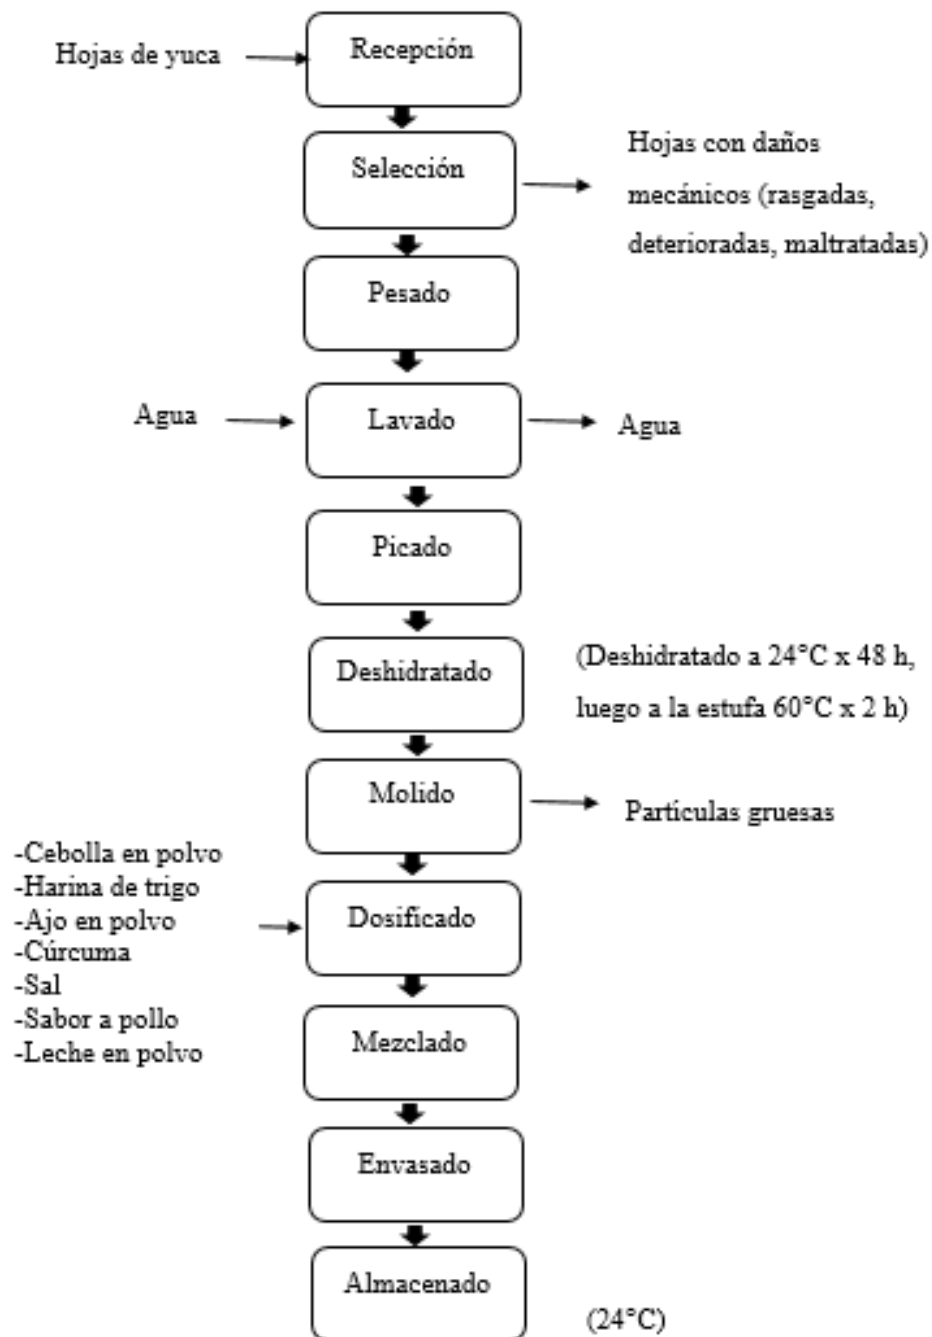 Hojas de yuca
Recepción
Selección
Hojas con daños
mecánicos (rasgadas,
deterioradas, maltratadas)
Pesado
Agua
Lavado
Agua
Picado
Deshidratado
(Deshidratado a 24°C x 48 h,
luego a la estufa 60°C x 2 h)
Molido
Partículas gruesas
-Cebolla en polvo
-Harina de trigo
-Ajo en polvo
-Cúrcuma
-Sal
-Sabor a pollo
-Leche en polvo
Dosificado
Mezclado
Envasado
Almacenado
(24°C)